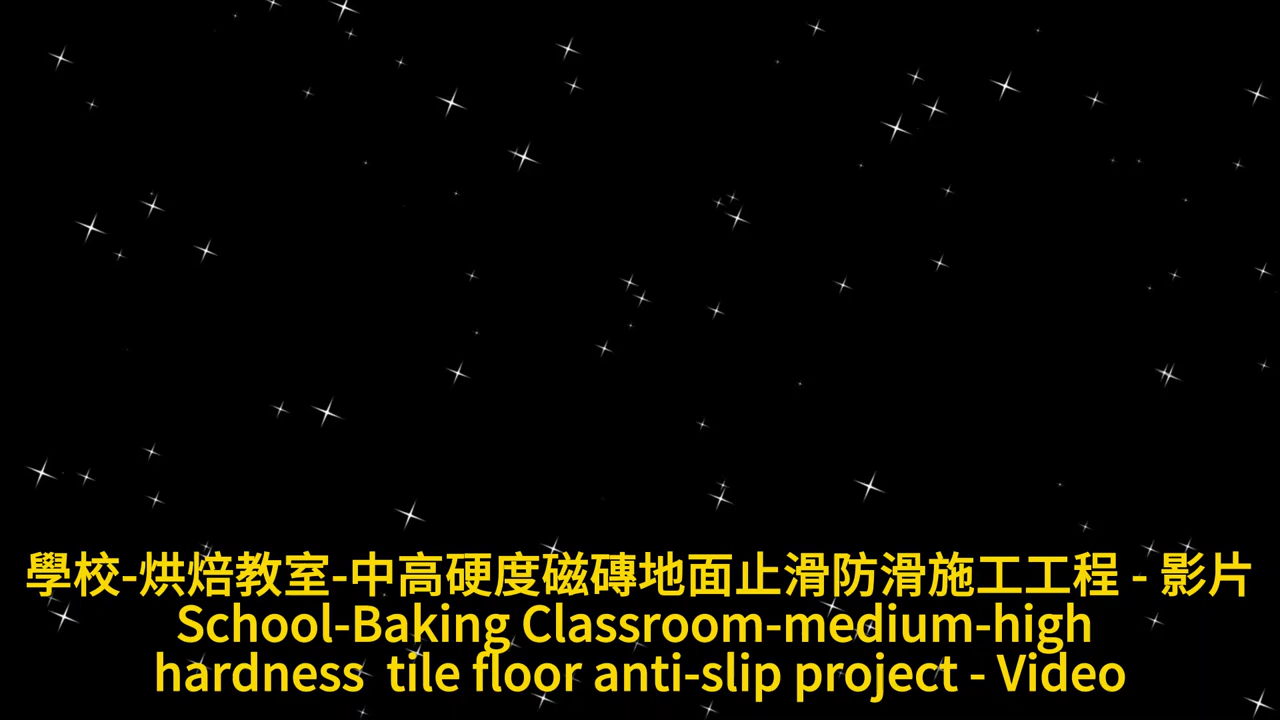 學校-烘焙教室-中高硬度磁磚地面止滑防滑施工工程 - 影片
School-Baking Classroom-medium-high
hardness  tile floor anti-slip project - Video